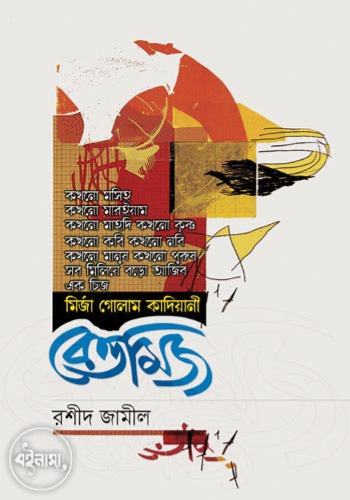 কখনো মসিহ
কখনো মারইয়াম
কখনো মাহদি কখনো কৃষ্ণ
কখনো কবি কখনো নবি
কখনো মানুষ কখনো পুরুষ
সব মিলিয়ে বড়ো আজিব
এক চিজ
মির্জা গোলাম কাদিয়ানী
রশীদ জামীল
বইনামা